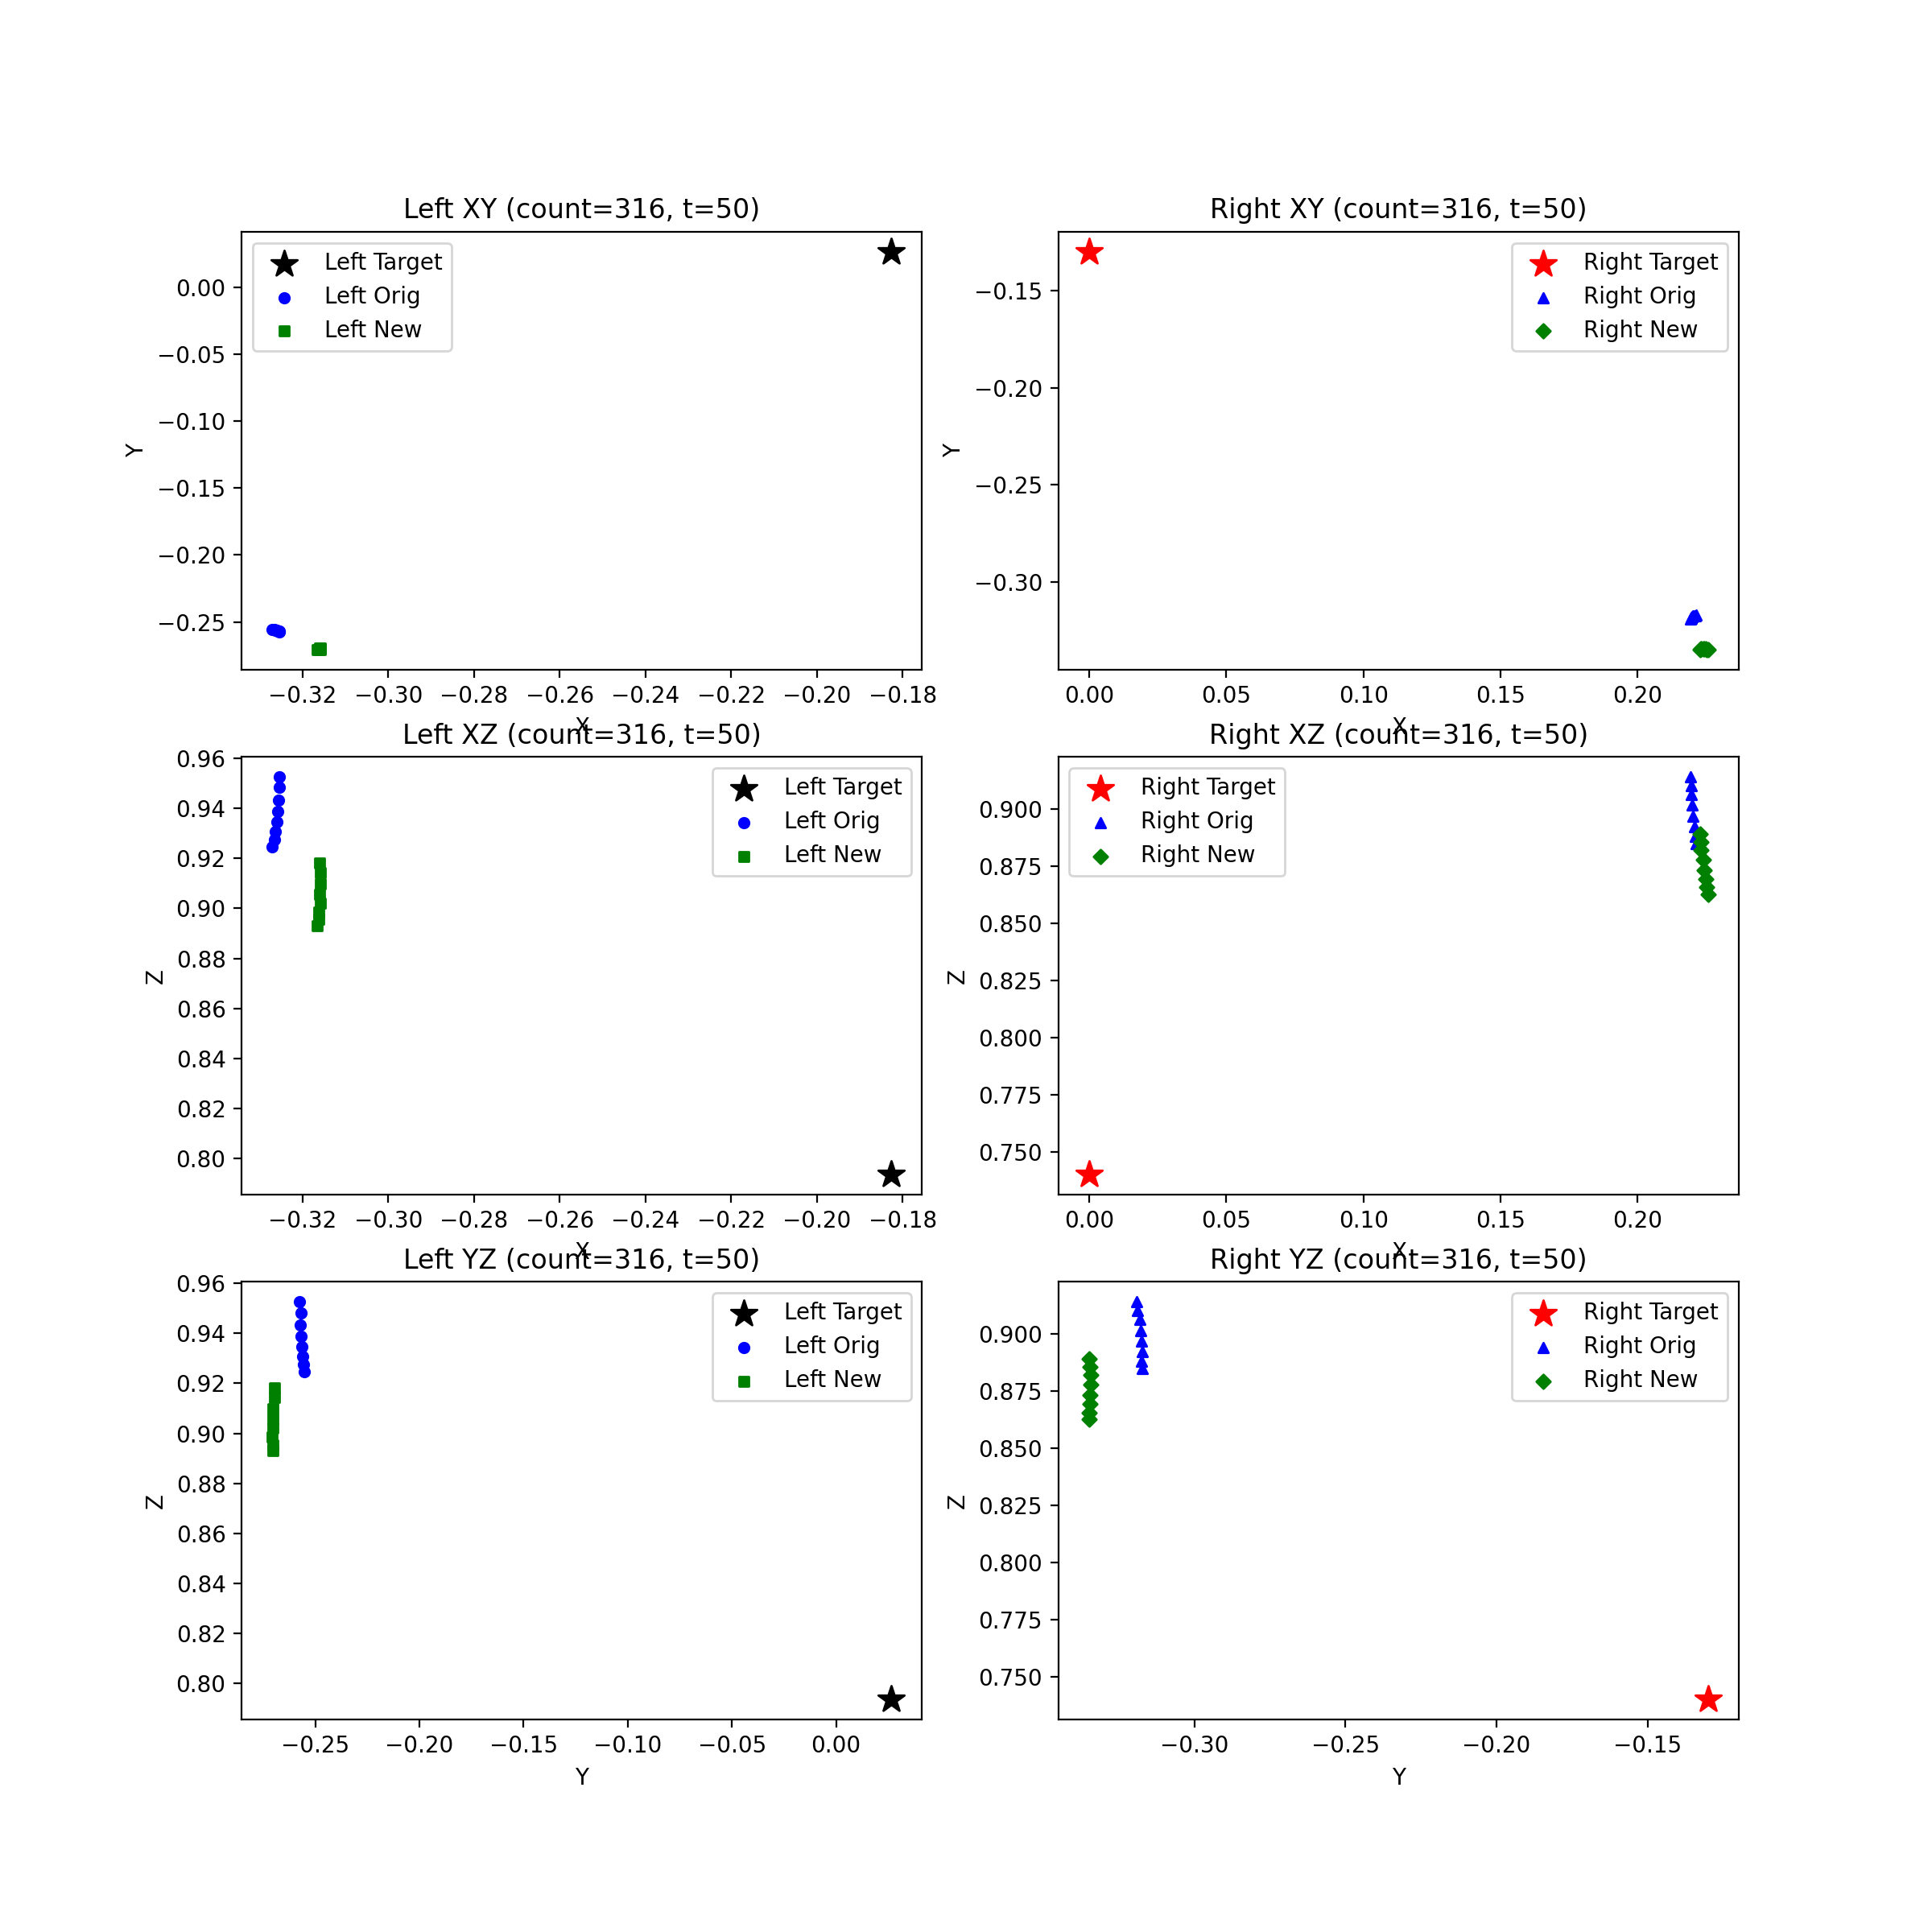 Left XY (count=316, t=50)
Left Target
Left Orig
Left New
0.00
−0.05
−0.10
−0.15
−0.20
−0.25
Y
−0.32
−0.30
−0.28
−0.26
−0.24
−0.22
−0.20
−0.18
X
Right XY (count=316, t=50)
Right Target
Right Orig
Right New
−0.15
−0.20
−0.25
−0.30
Y
0.00
0.05
0.10
0.15
0.20
X
Left XZ (count=316, t=50)
Left Target
Left Orig
Left New
0.96
0.94
0.92
0.90
0.88
0.86
0.84
0.82
0.80
Z
−0.32
−0.30
−0.28
−0.26
−0.24
−0.22
−0.20
−0.18
X
Right XZ (count=316, t=50)
Right Target
Right Orig
Right New
0.900
0.875
0.850
0.825
0.800
0.775
0.750
Z
0.00
0.05
0.10
0.15
0.20
X
Left YZ (count=316, t=50)
Left Target
Left Orig
Left New
0.96
0.94
0.92
0.90
0.88
0.86
0.84
0.82
0.80
Z
−0.25
−0.20
−0.15
−0.10
−0.05
0.00
Y
Right YZ (count=316, t=50)
Right Target
Right Orig
Right New
0.900
0.875
0.850
0.825
0.800
0.775
0.750
Z
−0.30
−0.25
−0.20
−0.15
Y